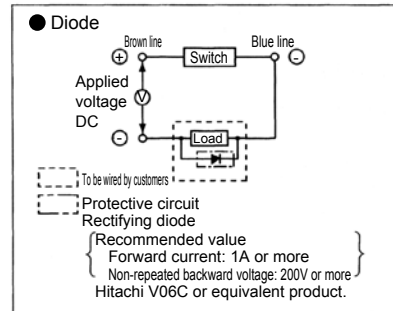 ● Diode
Brown line
Blue line
⊕
Switch
⊖
Applied
voltage
DC
V
⊖
Load
To be wired by customers
Protective circuit
Rectifying diode
Recommended value
Forward current: 1A or more
Non-repeated backward voltage: 200V or more
Hitachi V06C or equivalent product.